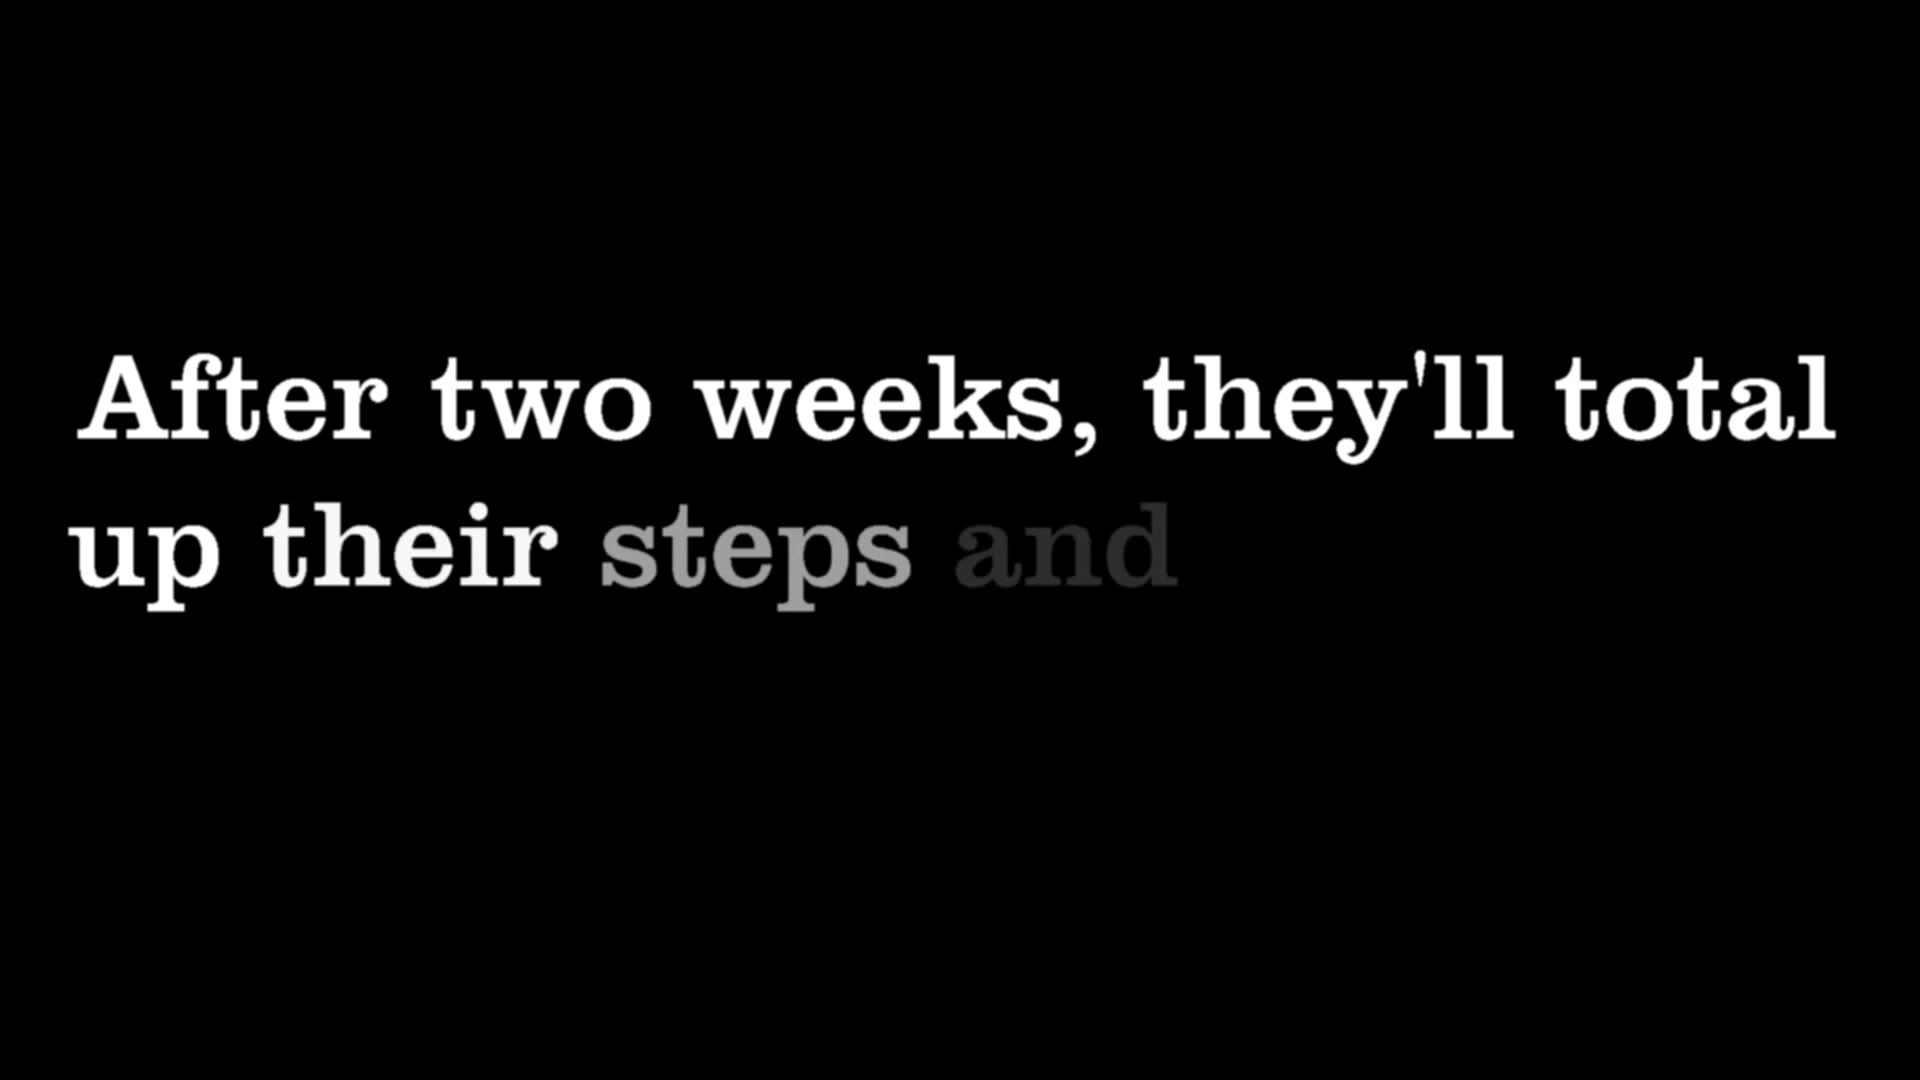 After two weeks, they'll total
up their steps and